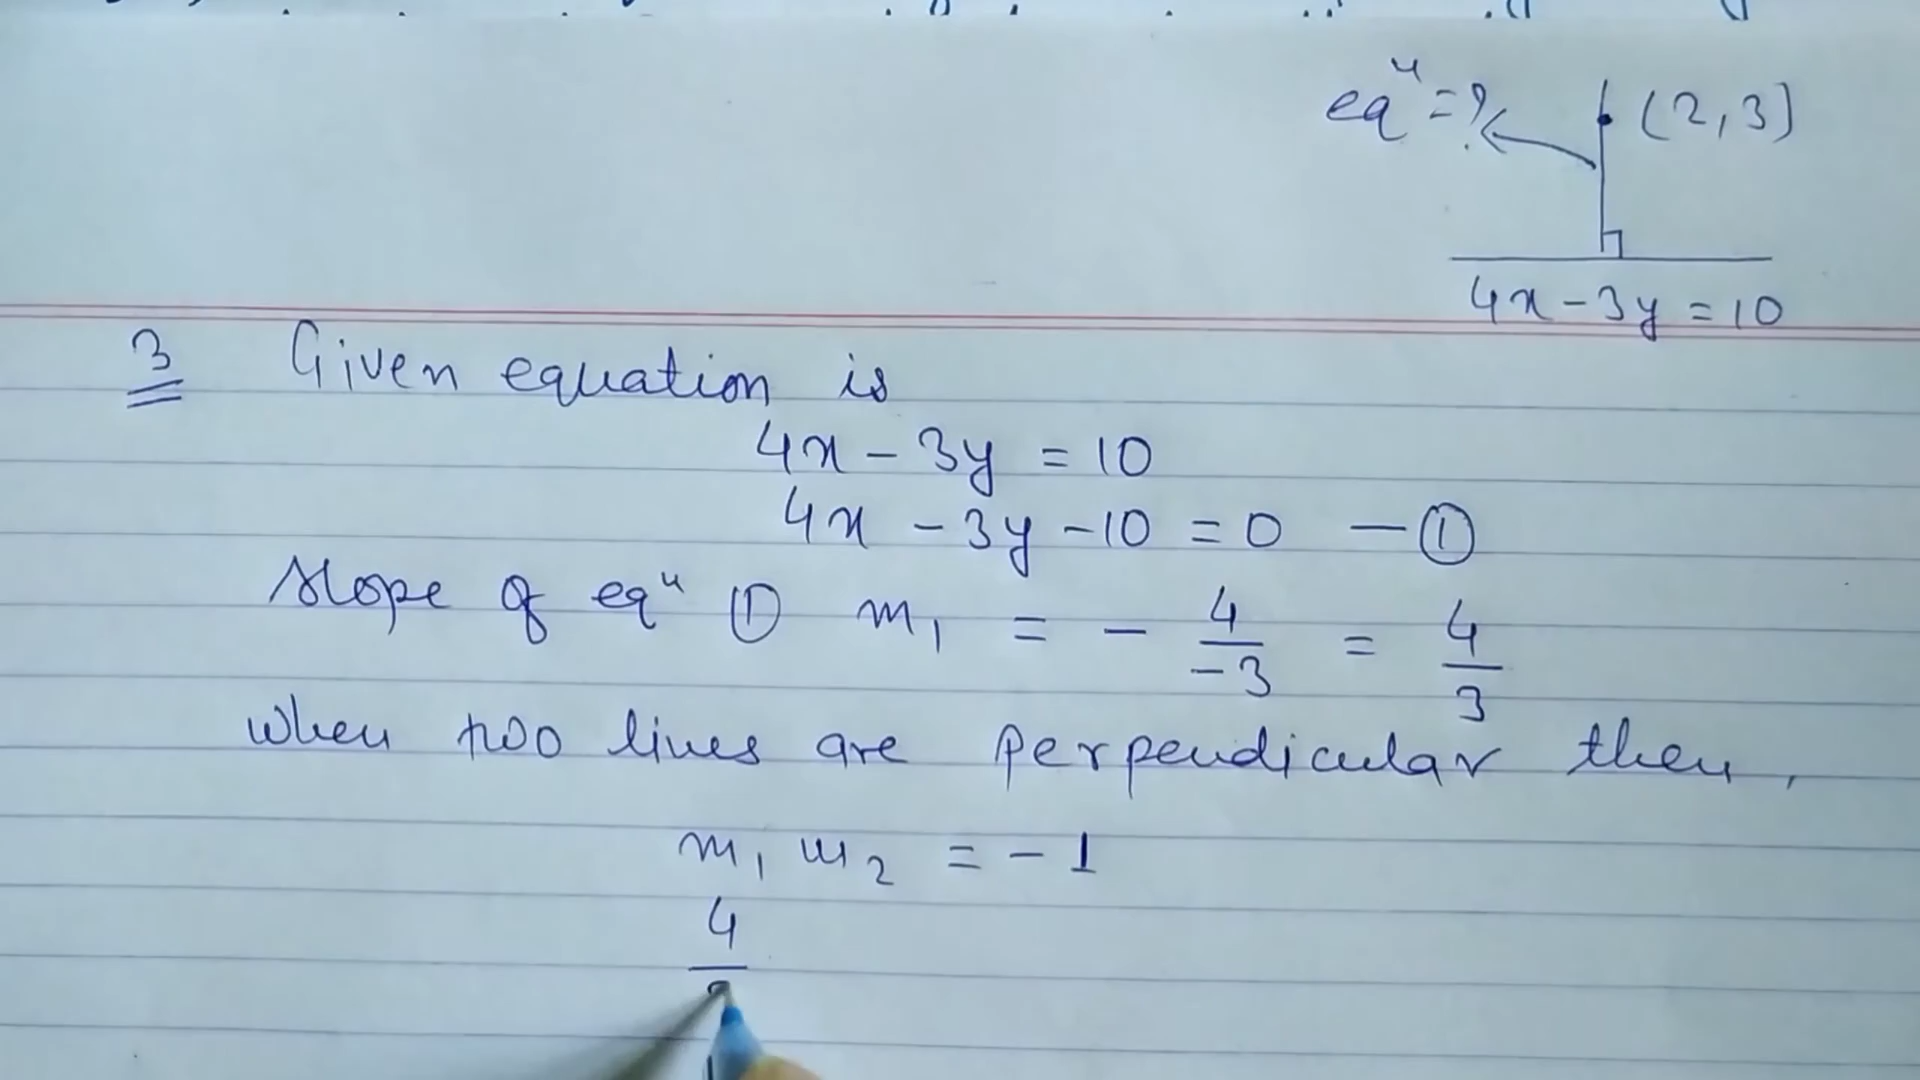 eqⁿ = ? (2, 3)
4x - 3y = 10
3 Given equation is
4x - 3y = 10
4x - 3y - 10 = 0 — ①
Slope of eqⁿ ① m₁ = - 4/-3 = 4/3
when two lines are perpendicular then,
m₁ m₂ = - 1
4